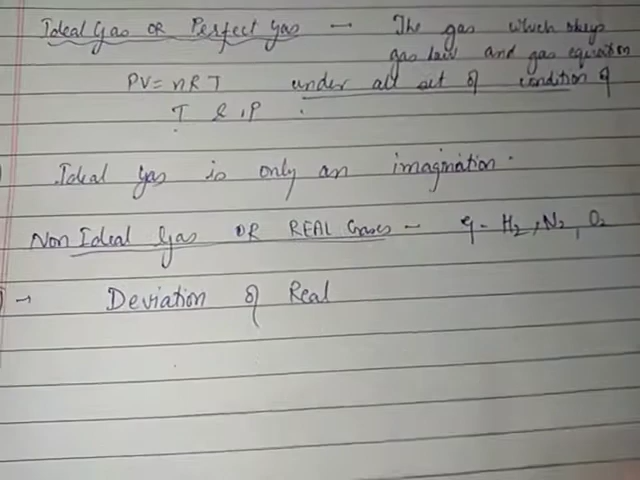 Ideal Gas OR Perfect Gas — The gas which obeys
gas law and gas equation
PV = nRT under all set of condition of
T & P.
Ideal gas is only an imagination.
Non Ideal Gas OR REAL Gases — eg - H2, N2, O2
→ Deviation of Real